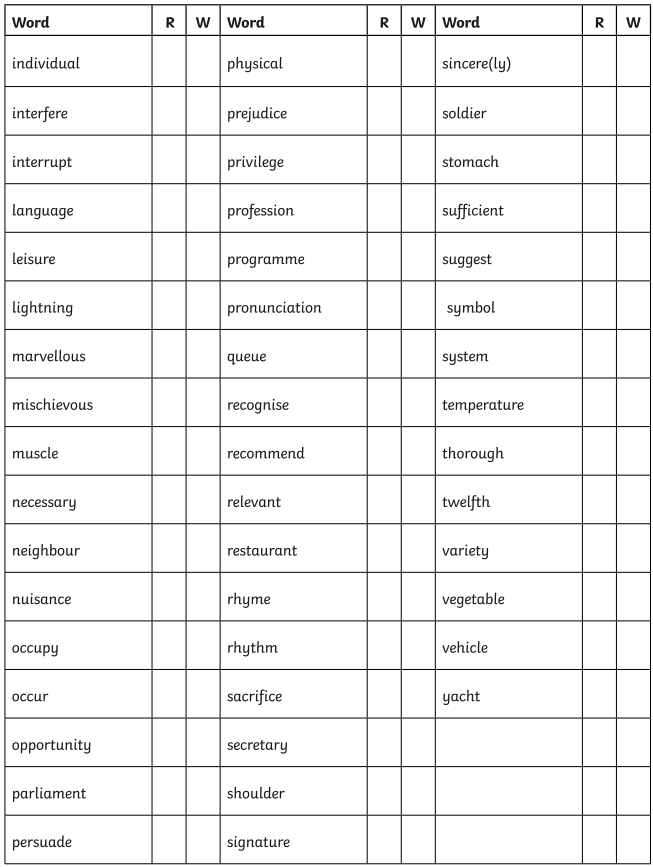 Word R W Word R W Word R W
individual physical sincere(ly)
interfere prejudice soldier
interrupt privilege stomach
language profession sufficient
leisure programme suggest
lightning pronunciation symbol
marvellous queue system
mischievous recognise temperature
muscle recommend thorough
necessary relevant twelfth
neighbour restaurant variety
nuisance rhyme vegetable
occupy rhythm vehicle
occur sacrifice yacht
opportunity secretary
parliament shoulder
persuade signature